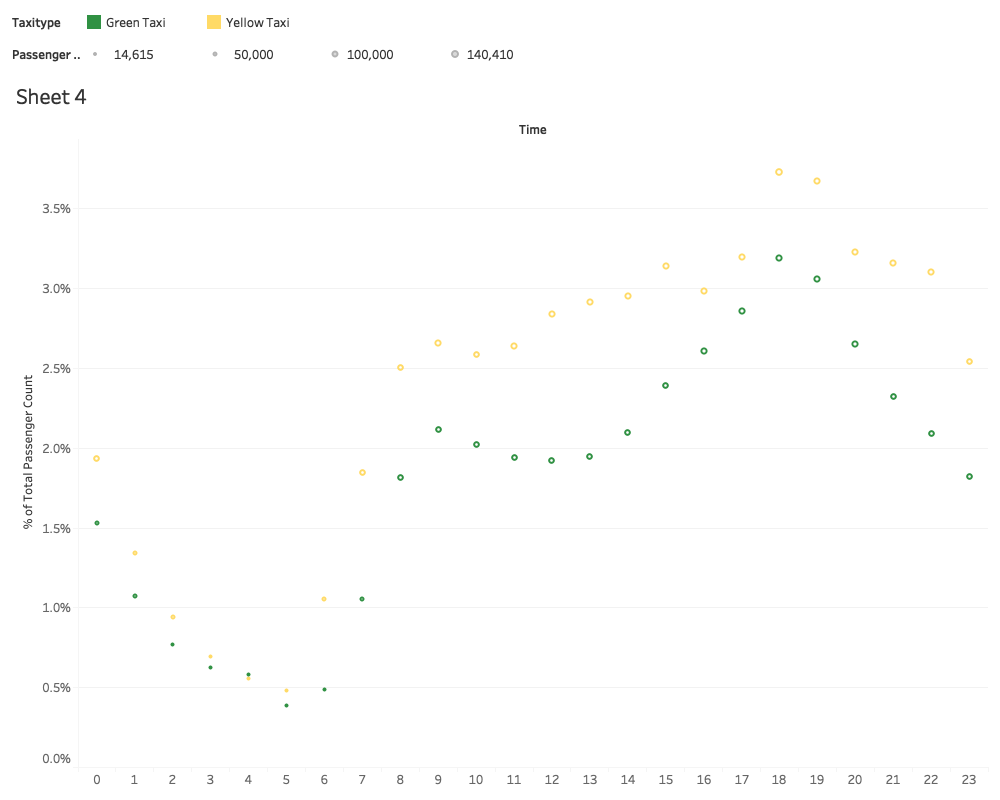 Taxitype Green Taxi Yellow Taxi
Passenger .. 14,615 50,000 100,000 140,410
Sheet 4
Time
% of Total Passenger Count
3.5%
3.0%
2.5%
2.0%
1.5%
1.0%
0.5%
0.0%
0 1 2 3 4 5 6 7 8 9 10 11 12 13 14 15 16 17 18 19 20 21 22 23